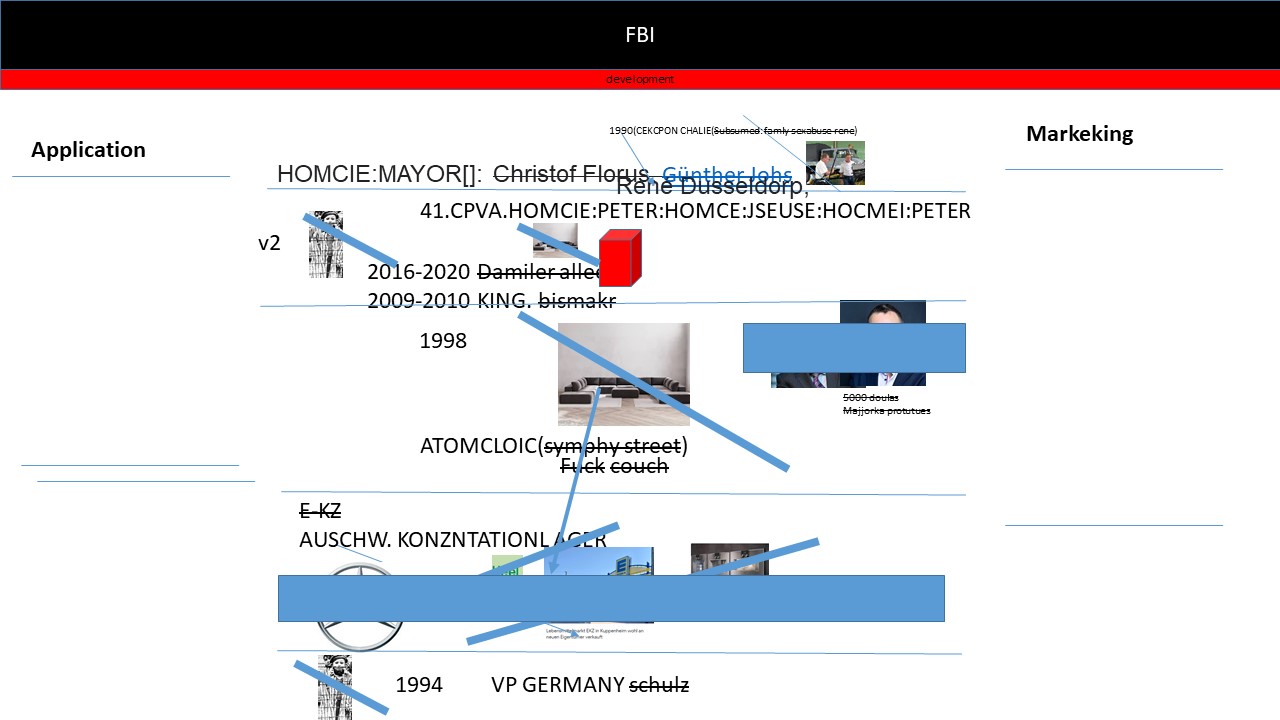 FBI
development
1990(CEKCPON CHALIE(Subsumed: famly sexabuse rene)
Application
Markeking
HOMCIE:MAYOR[]: Christof Florus Günther Johs
Rene Dusseldorp,
41.CPVA.HOMCIE:PETER:HOMCE:JSEUSE:HOCMEI:PETER
v2
2016-2020 Damiler allee
2009-2010 KING. bismakr
1998
5000 doulas
Majjorka protutues
ATOMCLOIC(symphy street)
Fuck couch
E-KZ
AUSCHW. KONZNTATIONLAGER
Lebensmittelmarkt EKZ in Kuppenheim wohl an
neuen Eigentümer verkauft
1994 VP GERMANY schulz